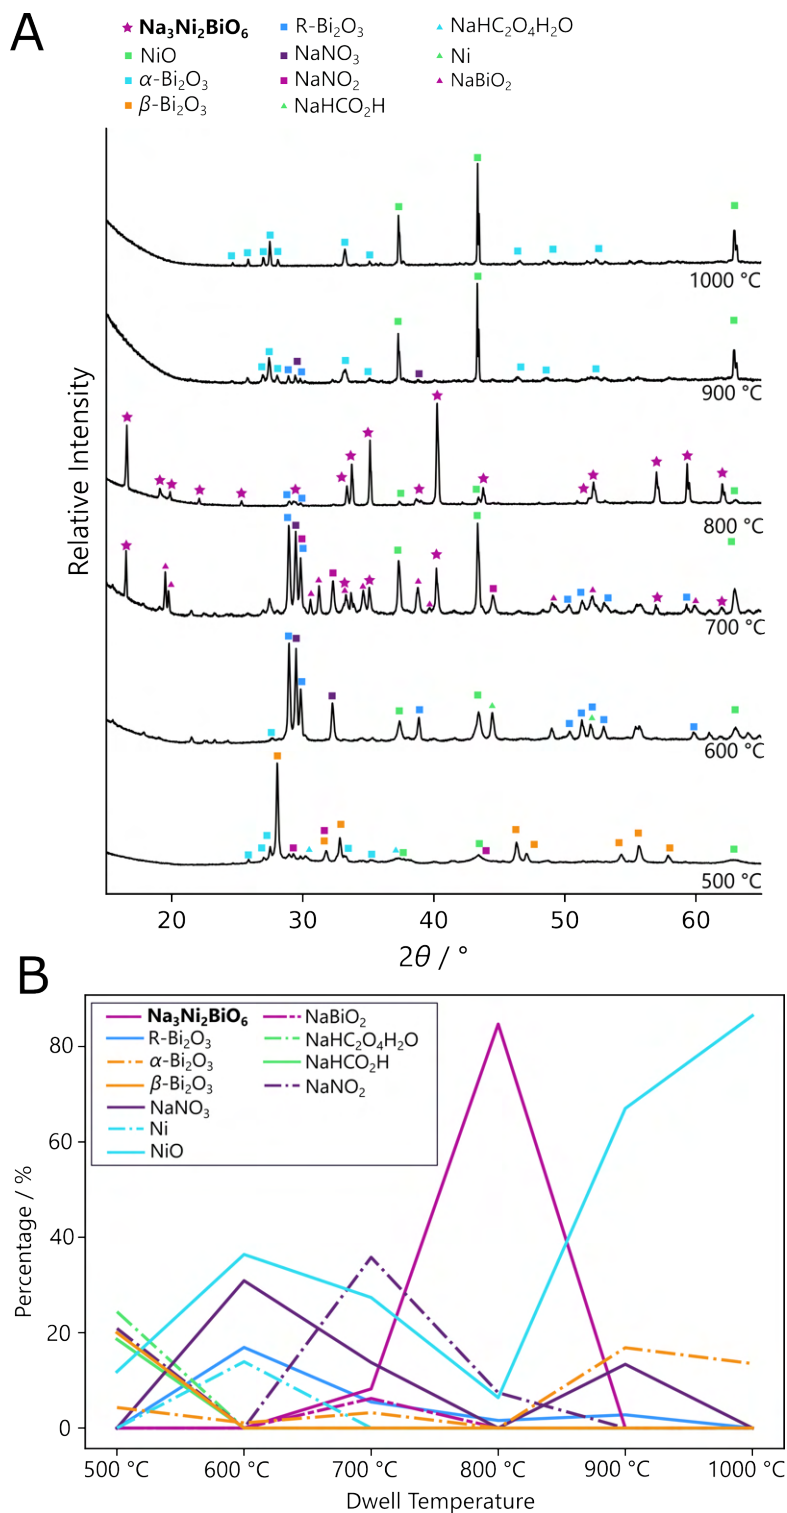 A
Na₃Ni₂BiO₆
R-Bi₂O₃
NaHC₂O₄H₂O
NiO
NaNO₃
Ni
α-Bi₂O₃
NaNO₂
NaBiO₂
β-Bi₂O₃
NaHCO₂H
Relative Intensity
1000 °C
900 °C
800 °C
700 °C
600 °C
500 °C
20 30 40 50 60
2θ / °
B
Na₃Ni₂BiO₆
NaBiO₂
R-Bi₂O₃
NaHC₂O₄H₂O
α-Bi₂O₃
NaHCO₂H
β-Bi₂O₃
NaNO₂
NaNO₃
Ni
NiO
Percentage / %
80
60
40
20
0
500 °C 600 °C 700 °C 800 °C 900 °C 1000 °C
Dwell Temperature